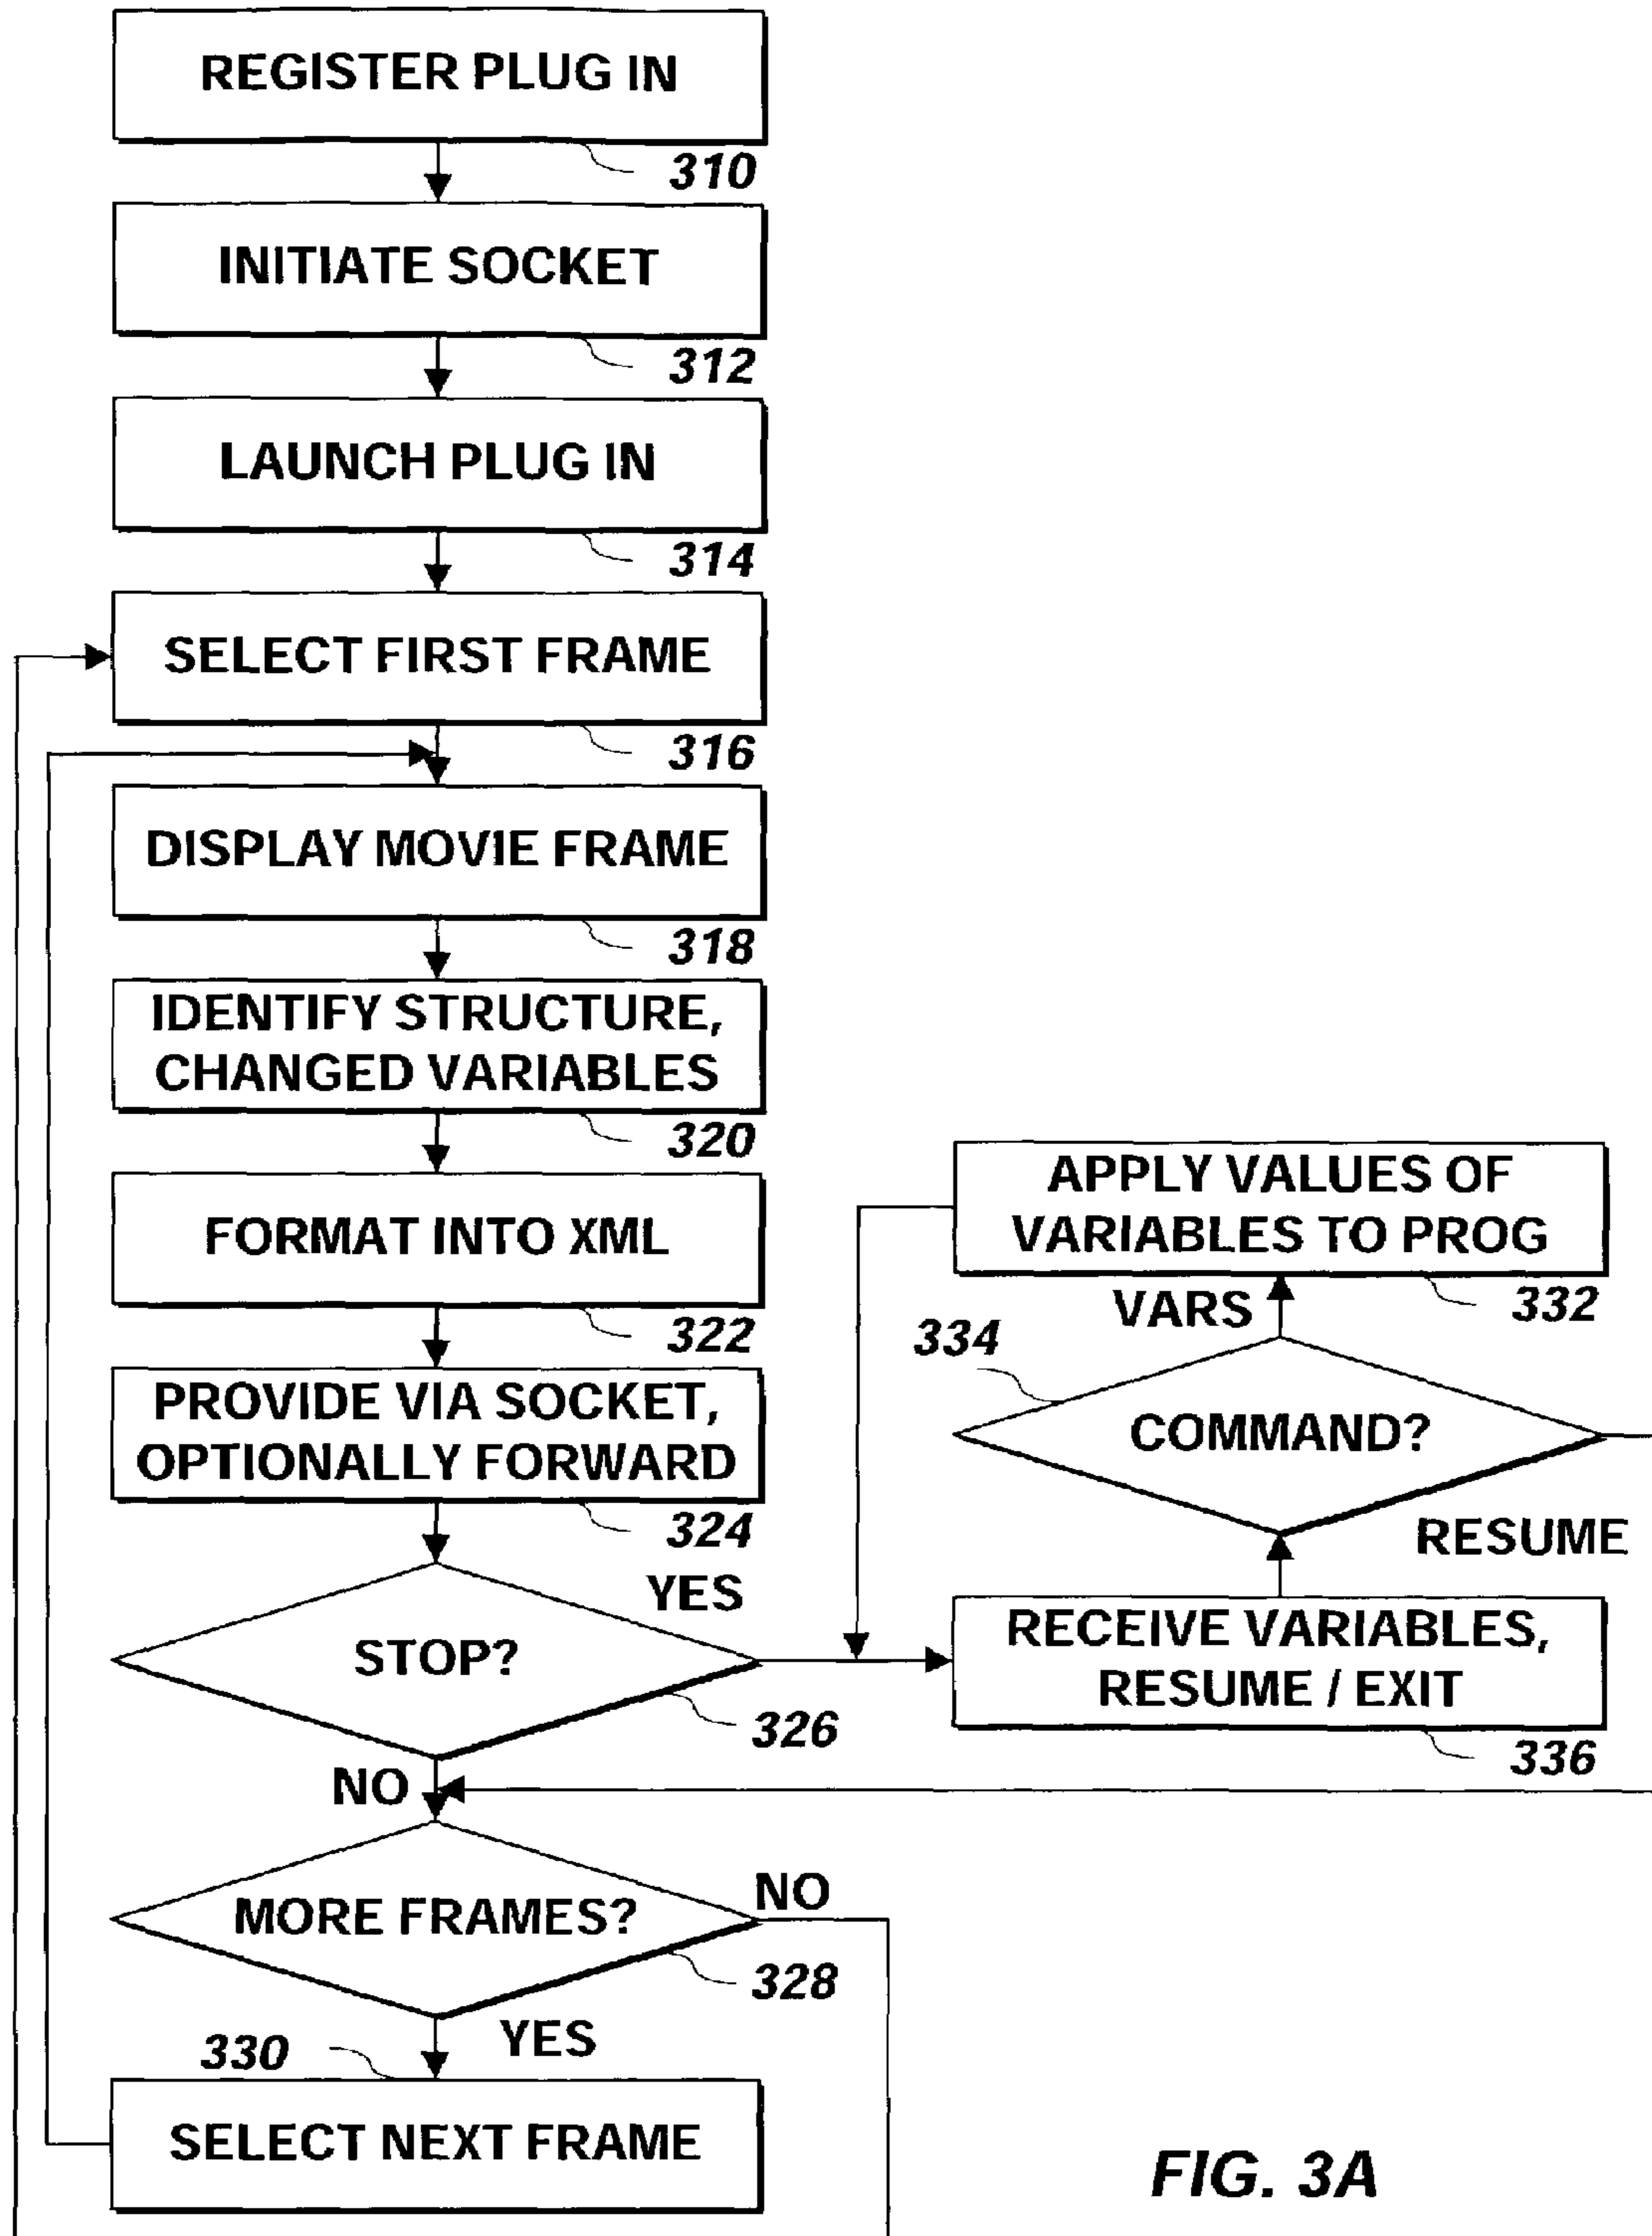 REGISTER PLUG IN
310
INITIATE SOCKET
312
LAUNCH PLUG IN
314
SELECT FIRST FRAME
316
DISPLAY MOVIE FRAME
318
IDENTIFY STRUCTURE,
CHANGED VARIABLES
320
FORMAT INTO XML
322
PROVIDE VIA SOCKET,
OPTIONALLY FORWARD
324
STOP?
YES
326
NO
MORE FRAMES?
NO
328
YES
330
SELECT NEXT FRAME
APPLY VALUES OF
VARIABLES TO PROG
332
VARS
334
COMMAND?
RESUME
RECEIVE VARIABLES,
RESUME / EXIT
336
FIG. 3A